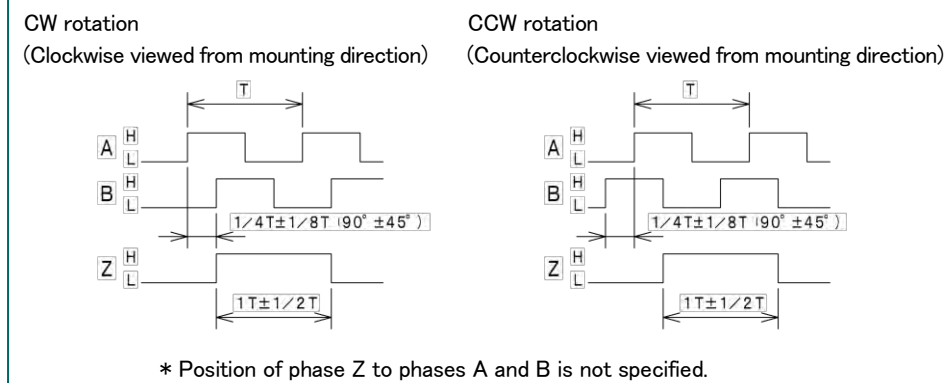 CW rotation
(Clockwise viewed from mounting direction)
T
A H
L
B H
L
1/4T±1/8T (90° ±45°)
Z H
L
1T±1/2T
CCW rotation
(Counterclockwise viewed from mounting direction)
T
A H
L
B H
L
1/4T±1/8T (90° ±45°)
Z H
L
1T±1/2T
* Position of phase Z to phases A and B is not specified.